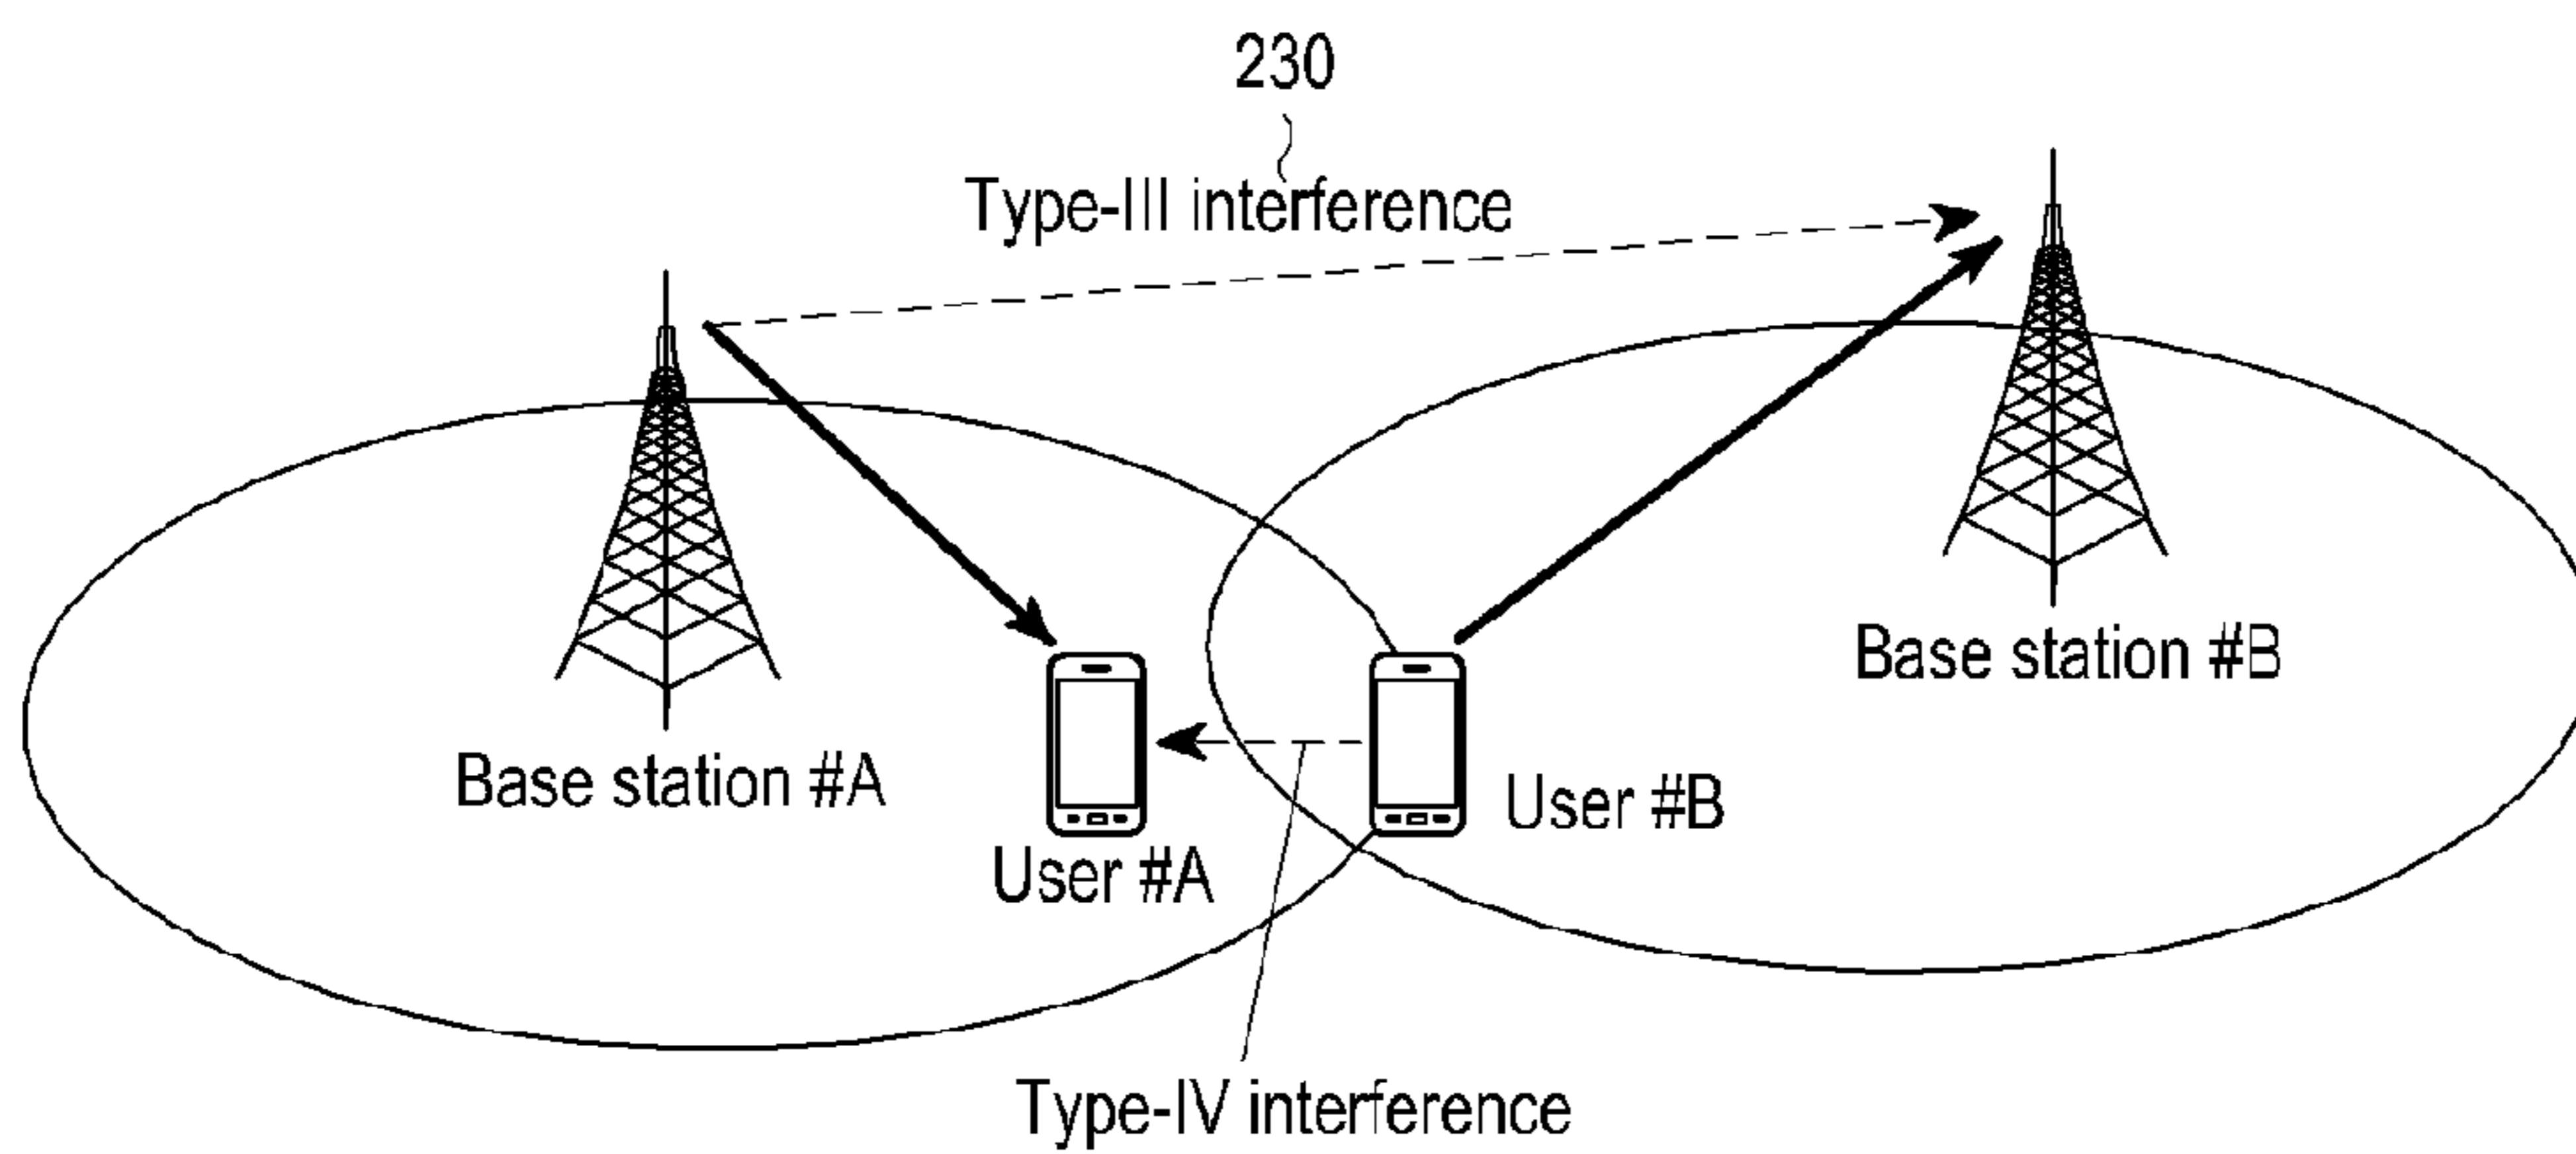 230
Type-III interference
Base station #B
Base station #A
User #B
User #A
Type-IV interference